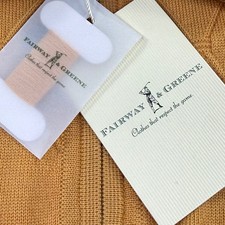 FAIRWAY & GREENE
Clothes that respect the game.
FAIRWAY & GREENE
Clothes that respect the game.